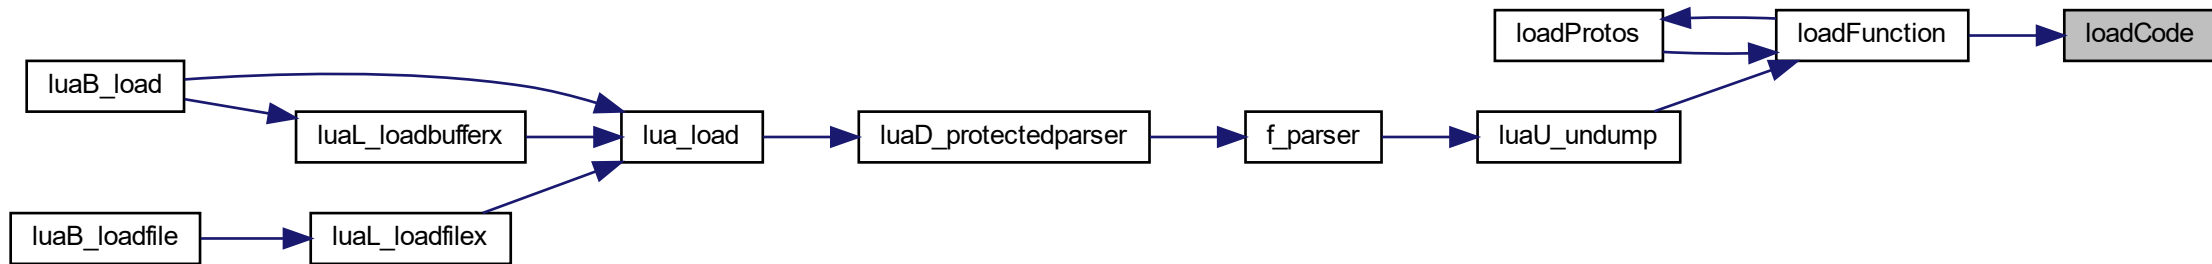 loadProtos
loadFunction
loadCode
luaB_load
luaL_loadbufferx
lua_load
luaD_protectedparser
f_parser
luaU_undump
luaB_loadfile
luaL_loadfilex